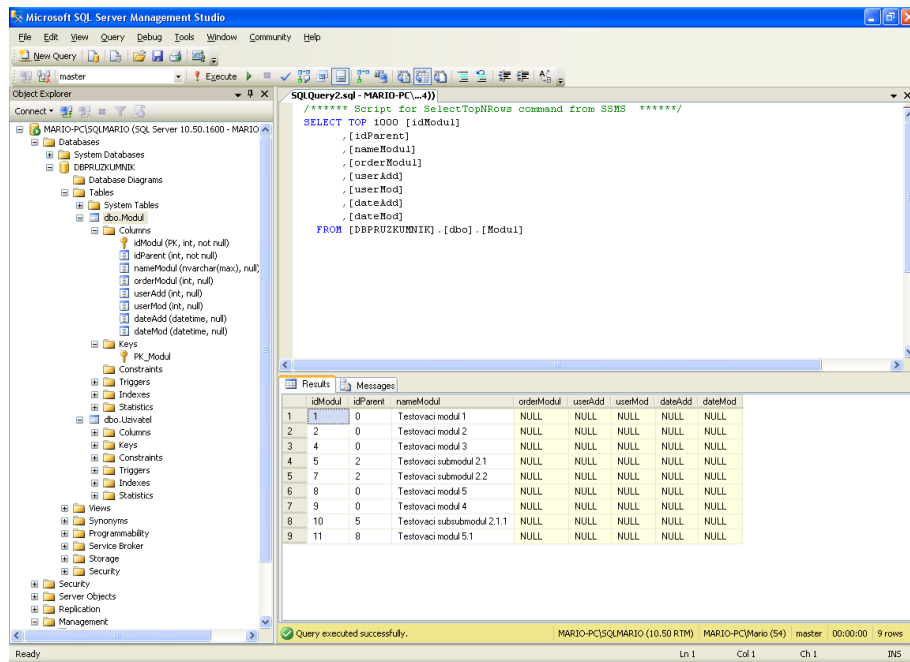 Microsoft SQL Server Management Studio
File Edit View Query Debug Tools Window Community Help
New Query
master
Execute
Object Explorer
SQLQuery2.sql - MARIO-PC\...4))
Connect
MARIO-PC\SQLMARIO (SQL Server 10.50.1600 - MARIO
Databases
System Databases
DBPRUZKUMNIK
Database Diagrams
Tables
System Tables
dbo.Modul
Columns
idModul (PK, int, not null)
idParent (int, not null)
nameModul (nvarchar(max), null)
orderModul (int, null)
userAdd (int, null)
userMod (int, null)
dateAdd (datetime, null)
dateMod (datetime, null)
Keys
PK_Modul
Constraints
Triggers
Indexes
Statistics
dbo.Uzivatel
Columns
Keys
Constraints
Triggers
Indexes
Statistics
Views
Synonyms
Programmability
Service Broker
Storage
Security
Security
Server Objects
Replication
Management
/****** Script for SelectTopNRows command from SSMS ******/
SELECT TOP 1000 [idModul]
,[idParent]
,[nameModul]
,[orderModul]
,[userAdd]
,[userMod]
,[dateAdd]
,[dateMod]
FROM [DBPRUZKUMNIK].[dbo].[Modul]
Results Messages
idModul idParent nameModul orderModul userAdd userMod dateAdd dateMod
1 1 0 Testovaci modul 1 NULL NULL NULL NULL NULL
2 2 0 Testovaci modul 2 NULL NULL NULL NULL NULL
3 4 0 Testovaci modul 3 NULL NULL NULL NULL NULL
4 5 2 Testovaci submodul 2.1 NULL NULL NULL NULL NULL
5 7 2 Testovaci submodul 2.2 NULL NULL NULL NULL NULL
6 8 0 Testovaci modul 5 NULL NULL NULL NULL NULL
7 9 0 Testovaci modul 4 NULL NULL NULL NULL NULL
8 10 5 Testovaci subsubmodul 2.1.1 NULL NULL NULL NULL NULL
9 11 8 Testovaci modul 5.1 NULL NULL NULL NULL NULL
Query executed successfully. MARIO-PC\SQLMARIO (10.50 RTM) MARIO-PC\Mario (54) master 00:00:00 9 rows
Ready Ln 1 Col 1 Ch 1 INS